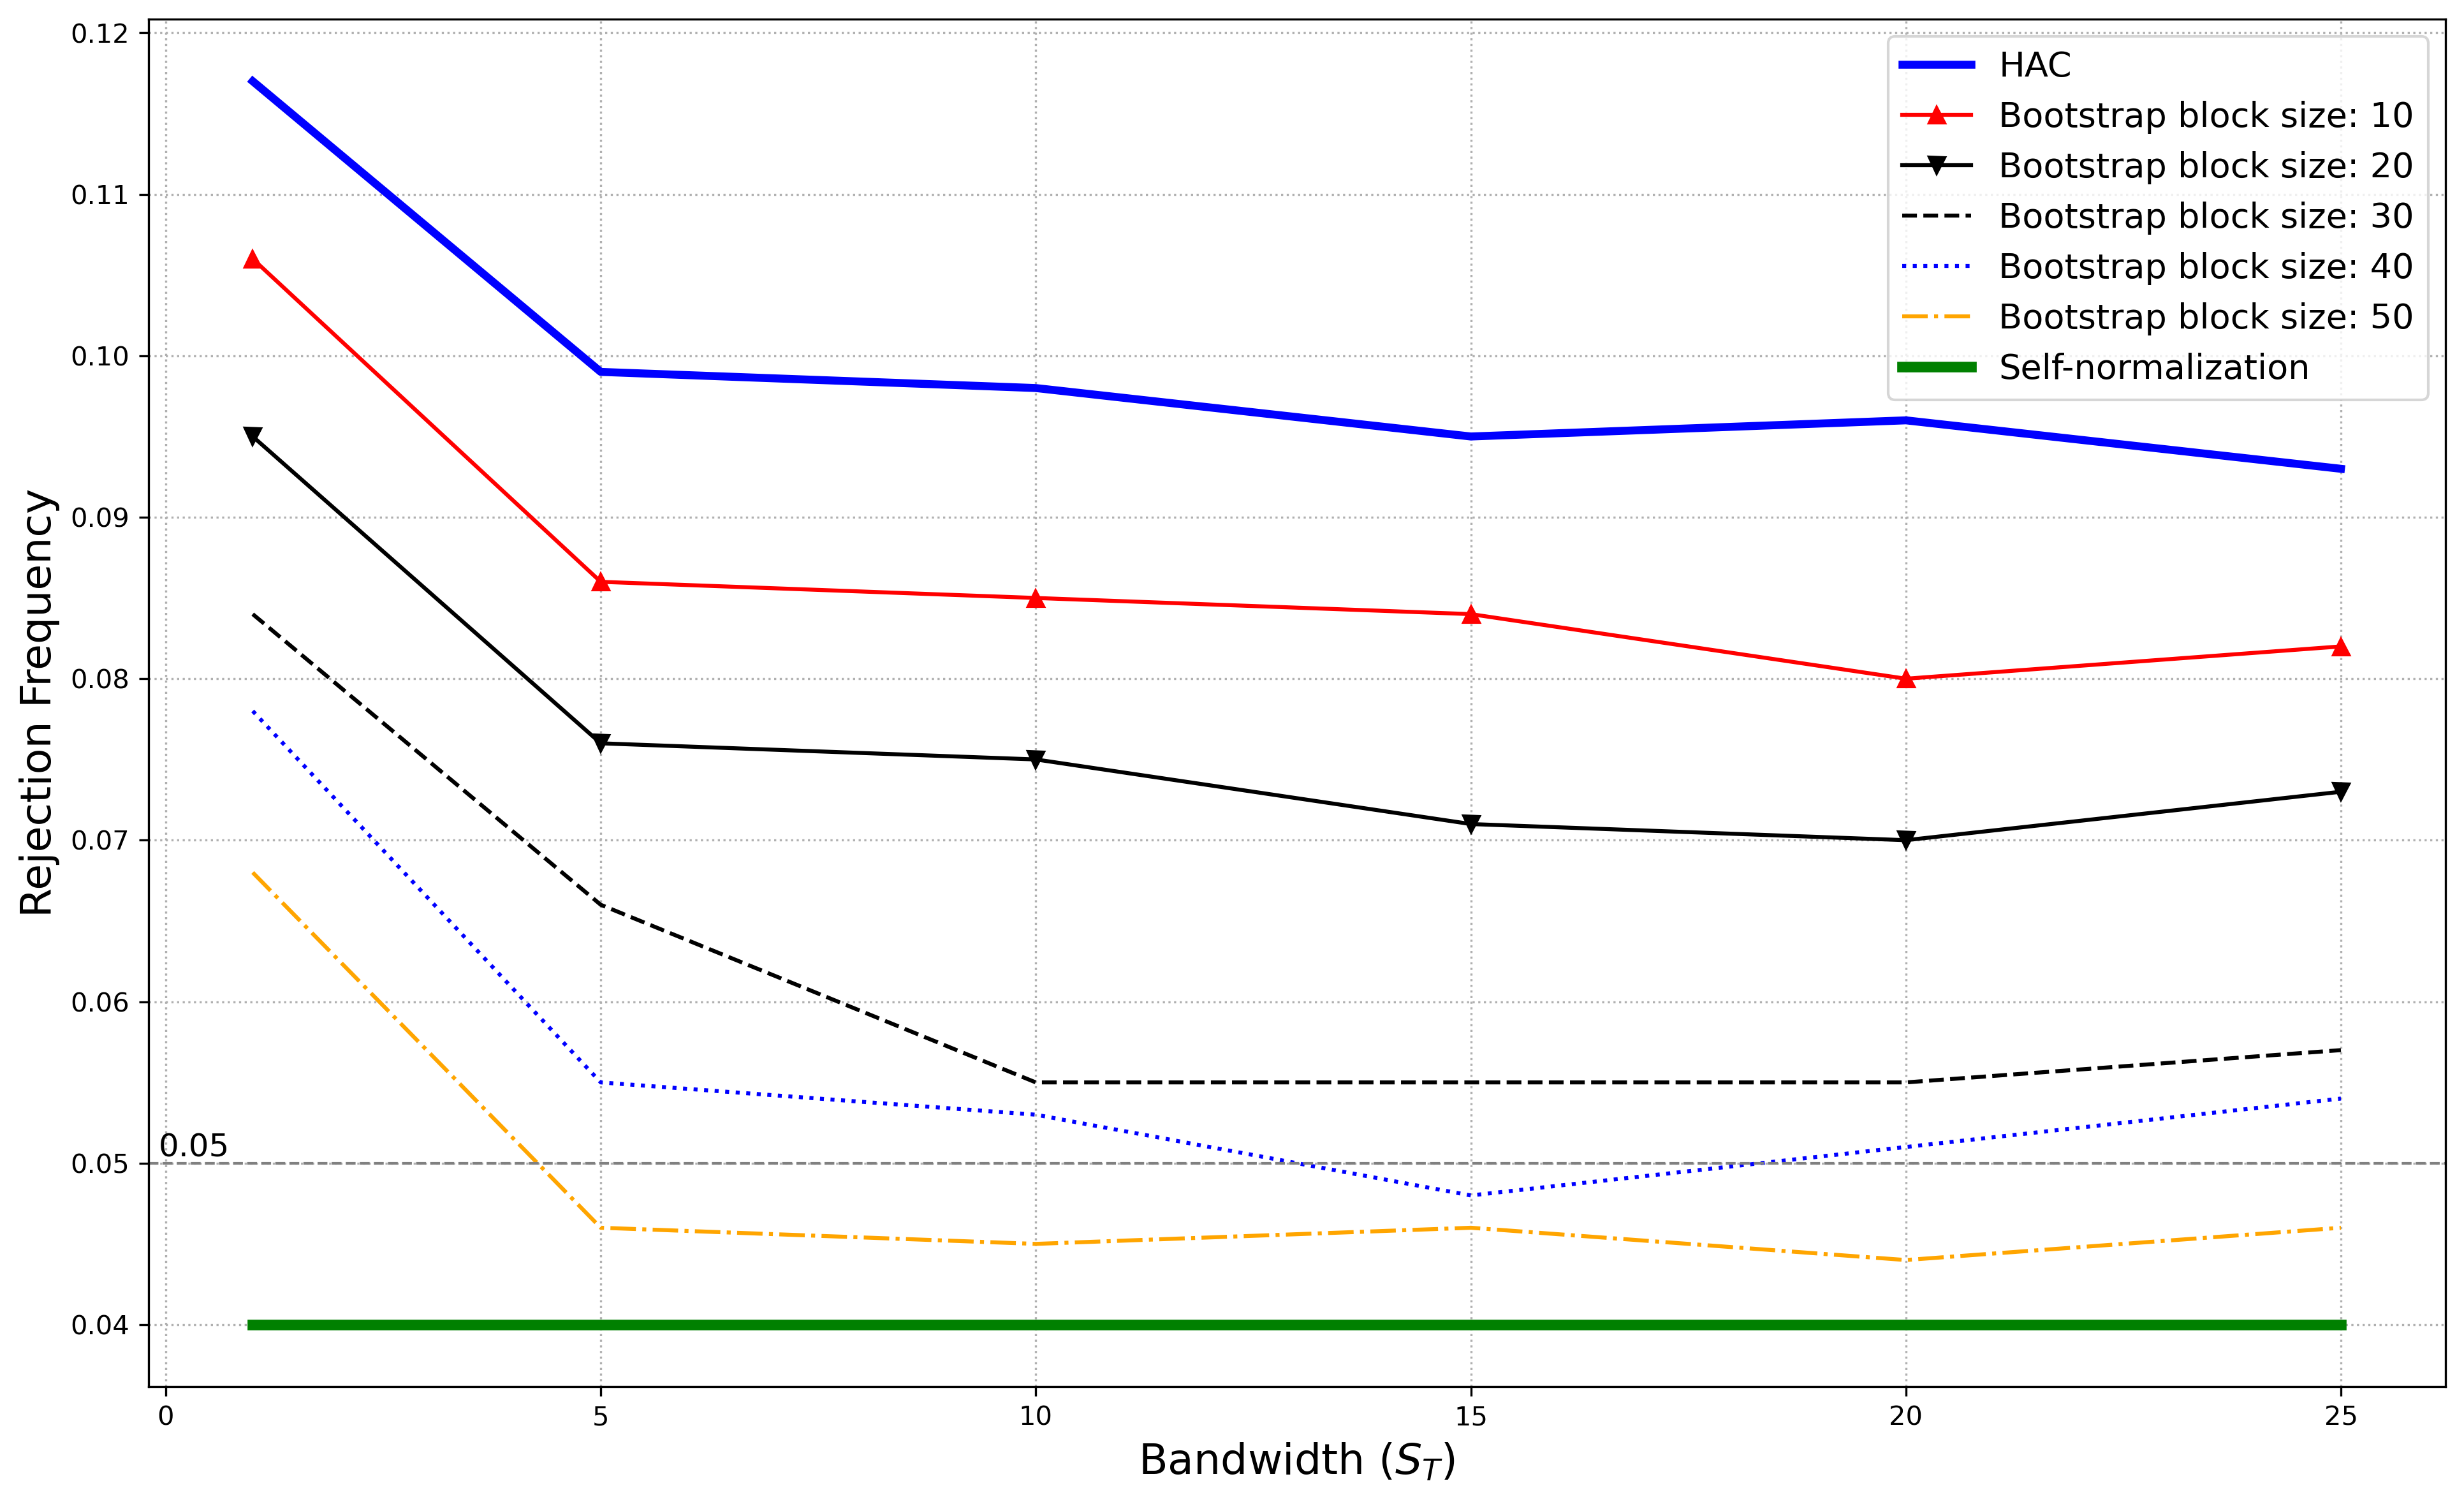 0.12
0.11
0.10
0.09
0.08
0.07
0.06
0.05
0.04
0.05
Rejection Frequency
HAC
Bootstrap block size: 10
Bootstrap block size: 20
Bootstrap block size: 30
Bootstrap block size: 40
Bootstrap block size: 50
Self-normalization
0 5 10 15 20 25
Bandwidth (S_T)